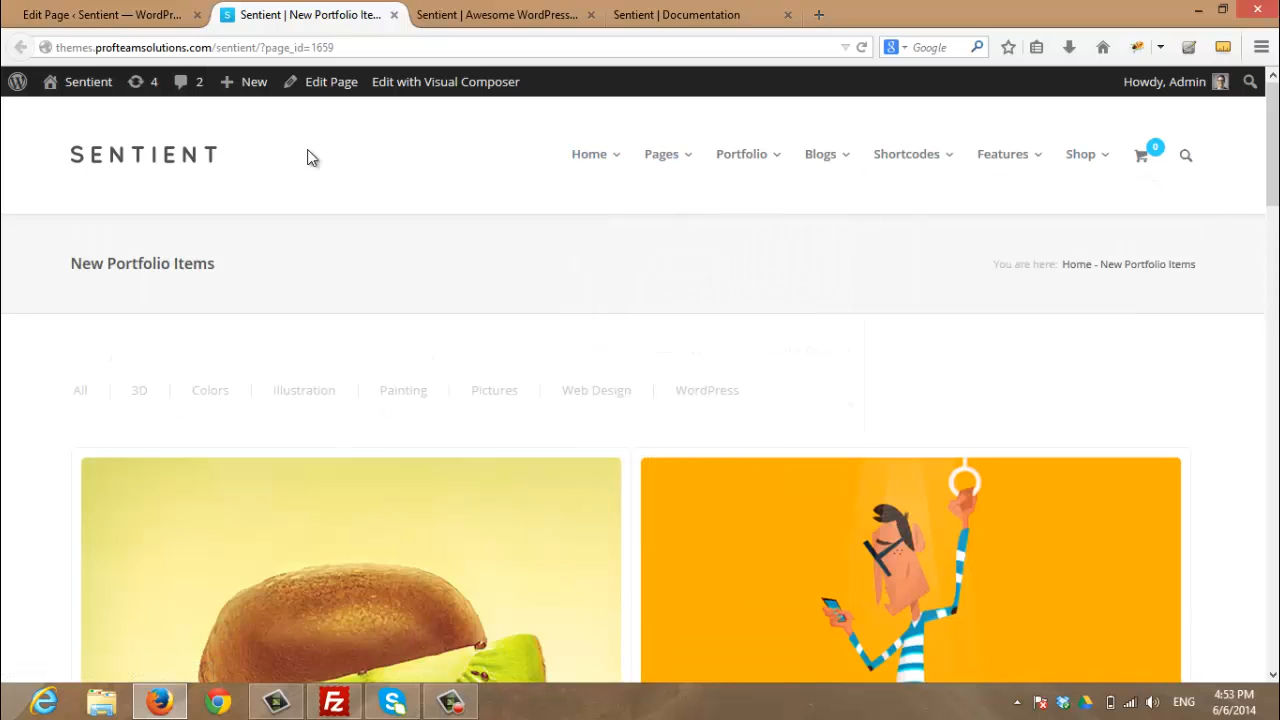 Edit Page ‹ Sentient — WordPr...
Sentient | New Portfolio Ite...
Sentient | Awesome WordPress...
Sentient | Documentation
themes.profteamsolutions.com/sentient/?page_id=1659
Google
Sentient
4
2
New
Edit Page
Edit with Visual Composer
Howdy, Admin
SENTIENT
Home
Pages
Portfolio
Blogs
Shortcodes
Features
Shop
0
New Portfolio Items
You are here: Home - New Portfolio Items
All
3D
Colors
Illustration
Painting
Pictures
Web Design
WordPress
ENG
4:53 PM
6/6/2014